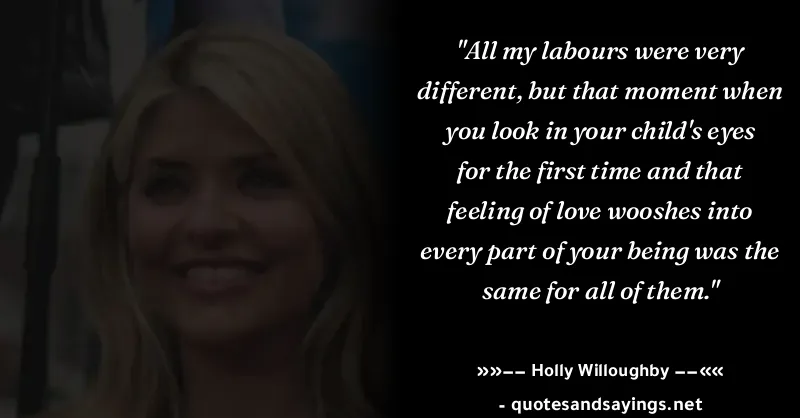 "All my labours were very
different, but that moment when
you look in your child's eyes
for the first time and that
feeling of love wooshes into
every part of your being was the
same for all of them."
»»–– Holly Willoughby ––««
- quotesandsayings.net